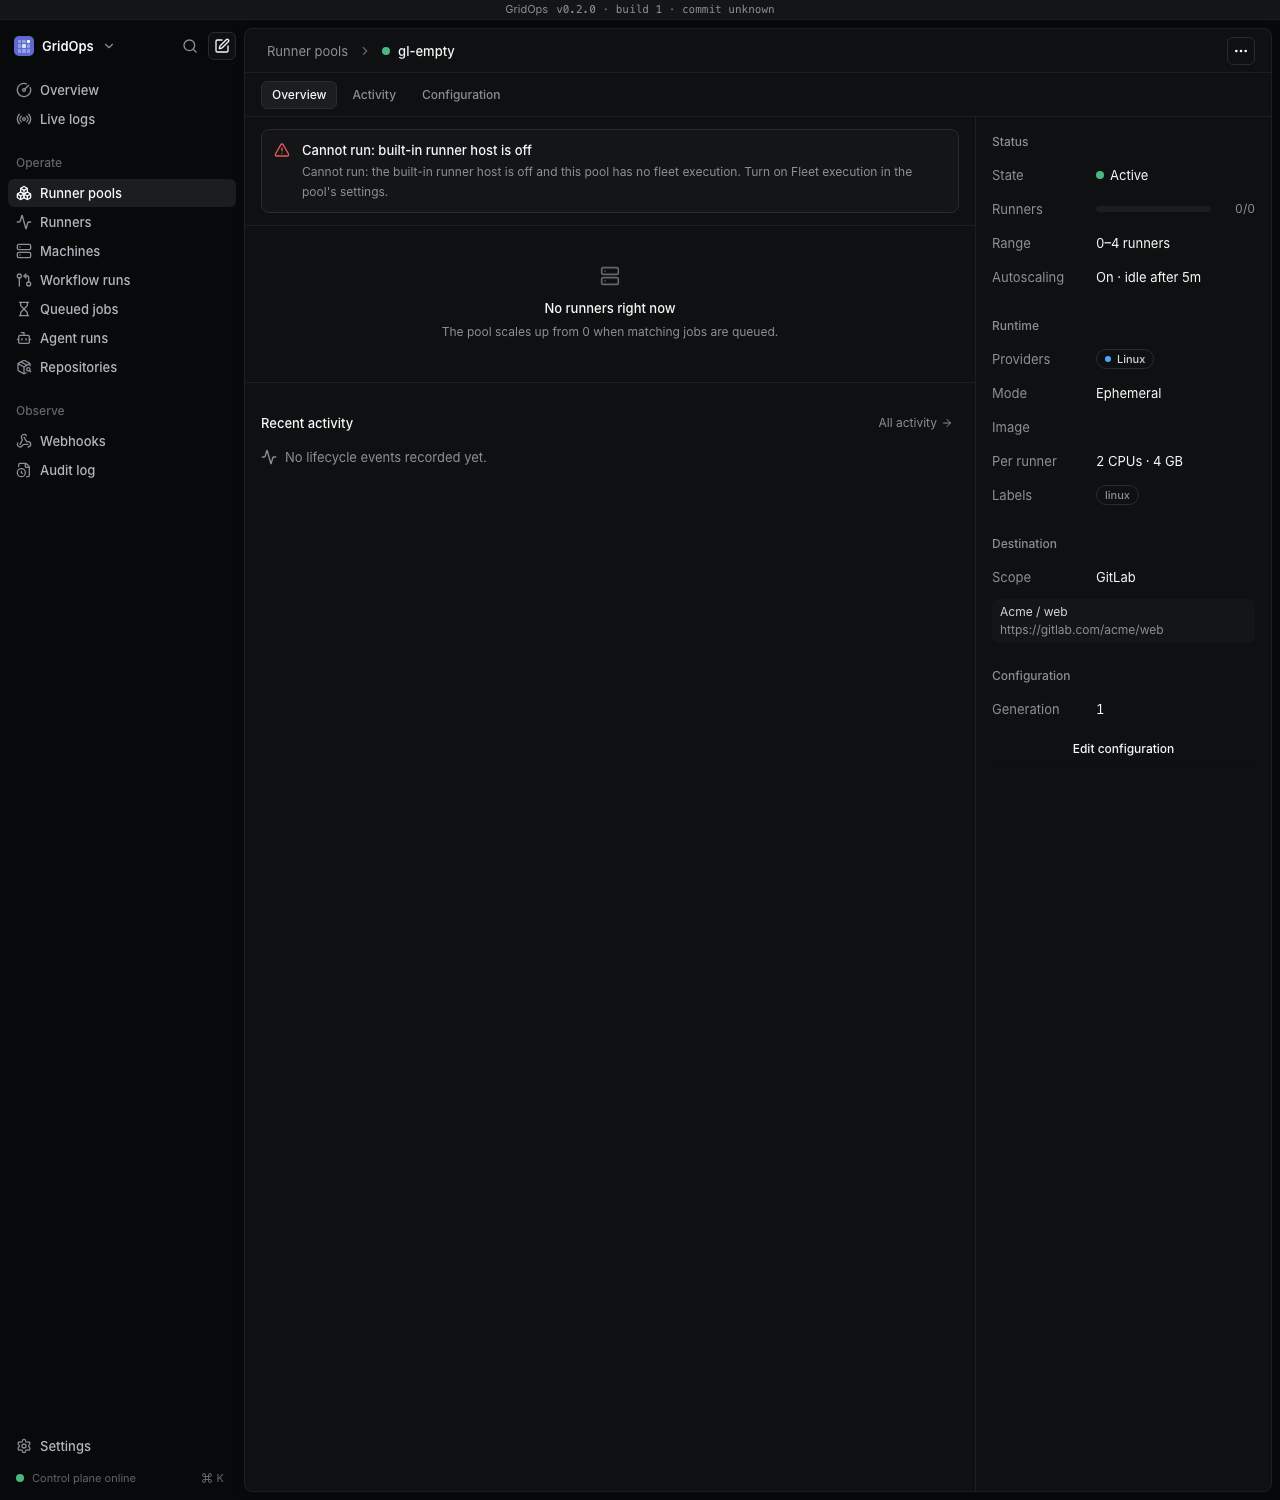 GridOps v0.2.0 · build 1 · commit unknown
GridOps
Overview
Live logs
Operate
Runner pools
Runners
Machines
Workflow runs
Queued jobs
Agent runs
Repositories
Observe
Webhooks
Audit log
Settings
Control plane online ⌘ K
Runner pools > gl-empty
Overview Activity Configuration
Cannot run: built-in runner host is off
Cannot run: the built-in runner host is off and this pool has no fleet execution. Turn on Fleet execution in the
pool's settings.
No runners right now
The pool scales up from 0 when matching jobs are queued.
Recent activity All activity →
No lifecycle events recorded yet.
Status
State Active
Runners 0/0
Range 0–4 runners
Autoscaling On · idle after 5m
Runtime
Providers Linux
Mode Ephemeral
Image
Per runner 2 CPUs · 4 GB
Labels linux
Destination
Scope GitLab
Acme / web
https://gitlab.com/acme/web
Configuration
Generation 1
Edit configuration